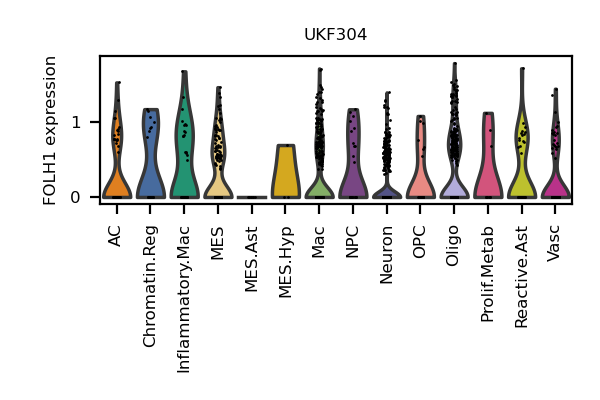 UKF304
FOLH1 expression
1
0
AC
Chromatin.Reg
Inflammatory.Mac
MES
MES.Ast
MES.Hyp
Mac
NPC
Neuron
OPC
Oligo
Prolif.Metab
Reactive.Ast
Vasc